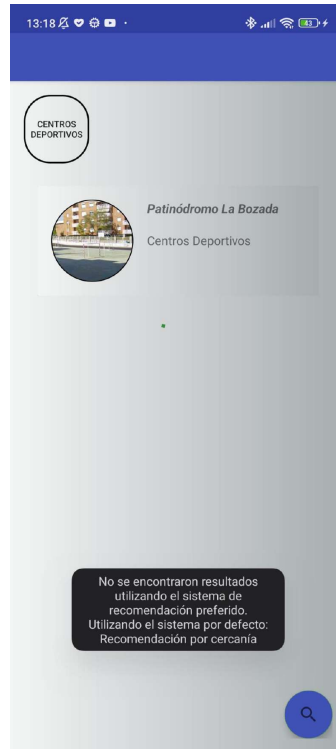 13:18
43
CENTROS
DEPORTIVOS
Patinódromo La Bozada
Centros Deportivos
No se encontraron resultados
utilizando el sistema de
recomendación preferido.
Utilizando el sistema por defecto:
Recomendación por cercanía